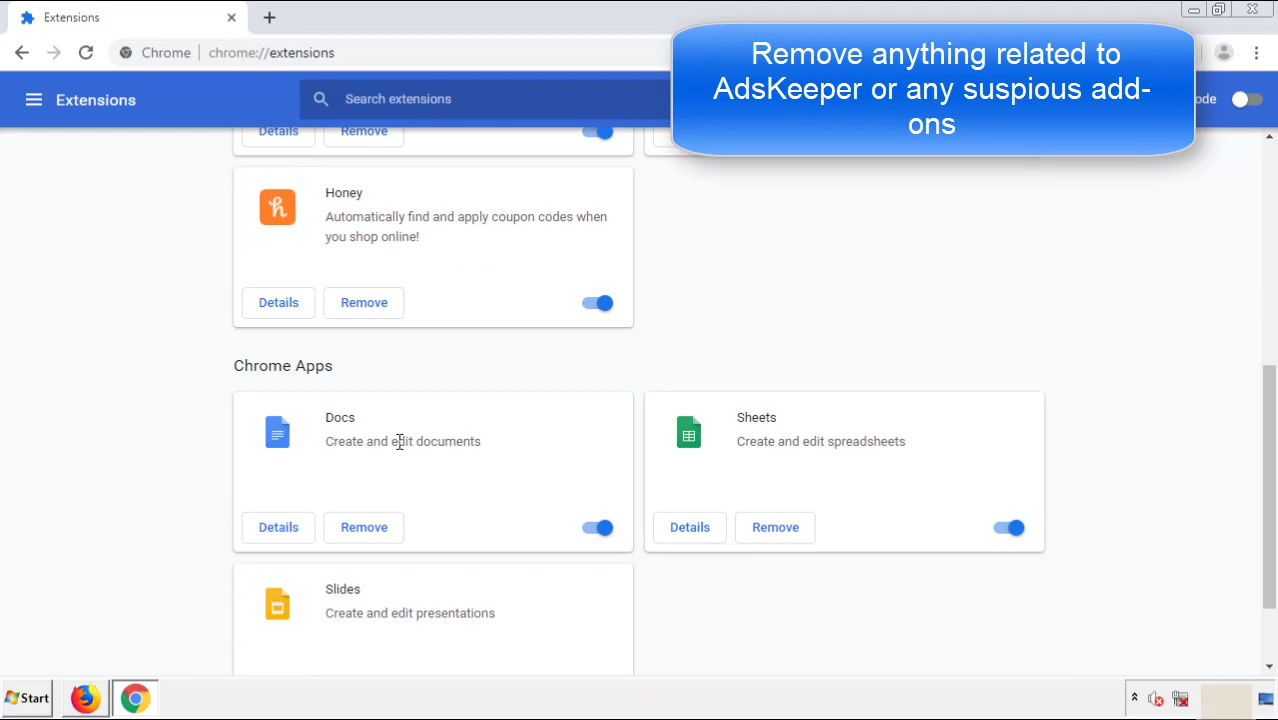 Extensions
Chrome
chrome://extensions
Remove anything related to
AdsKeeper or any suspious add-
ons
Extensions
Search extensions
ode
Details
Remove
Honey
Automatically find and apply coupon codes when
you shop online!
Details
Remove
Chrome Apps
Docs
Create and edit documents
Details
Remove
Sheets
Create and edit spreadsheets
Details
Remove
Slides
Create and edit presentations
Start